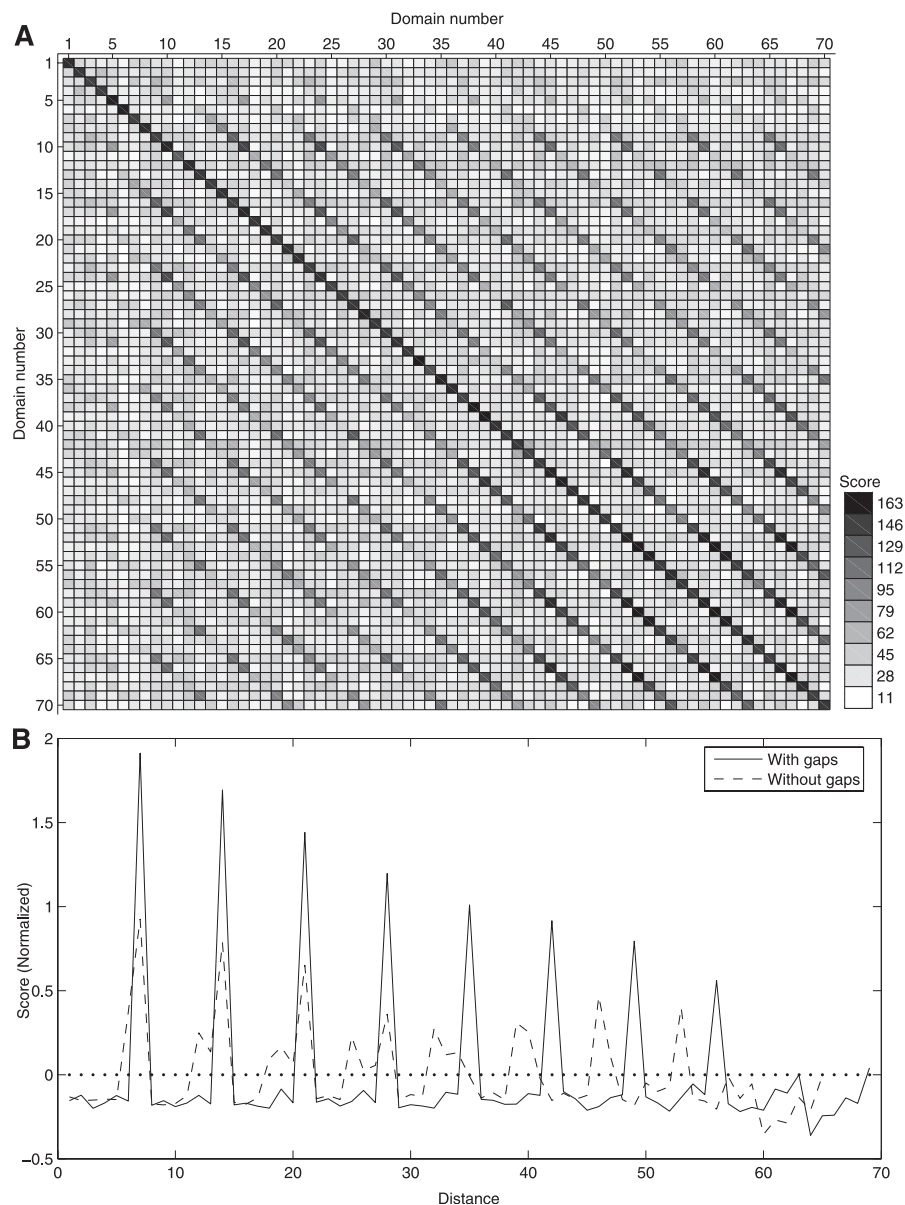 A
Domain number
1 5 10 15 20 25 30 35 40 45 50 55 60 65 70
1
5
10
15
20
25
30
35
40
45
50
55
60
65
70
Domain number
Score
163
146
129
112
95
79
62
45
28
11
B
2
1.5
1
0.5
0
−0.5
Score (Normalized)
With gaps
Without gaps
0 10 20 30 40 50 60 70
Distance